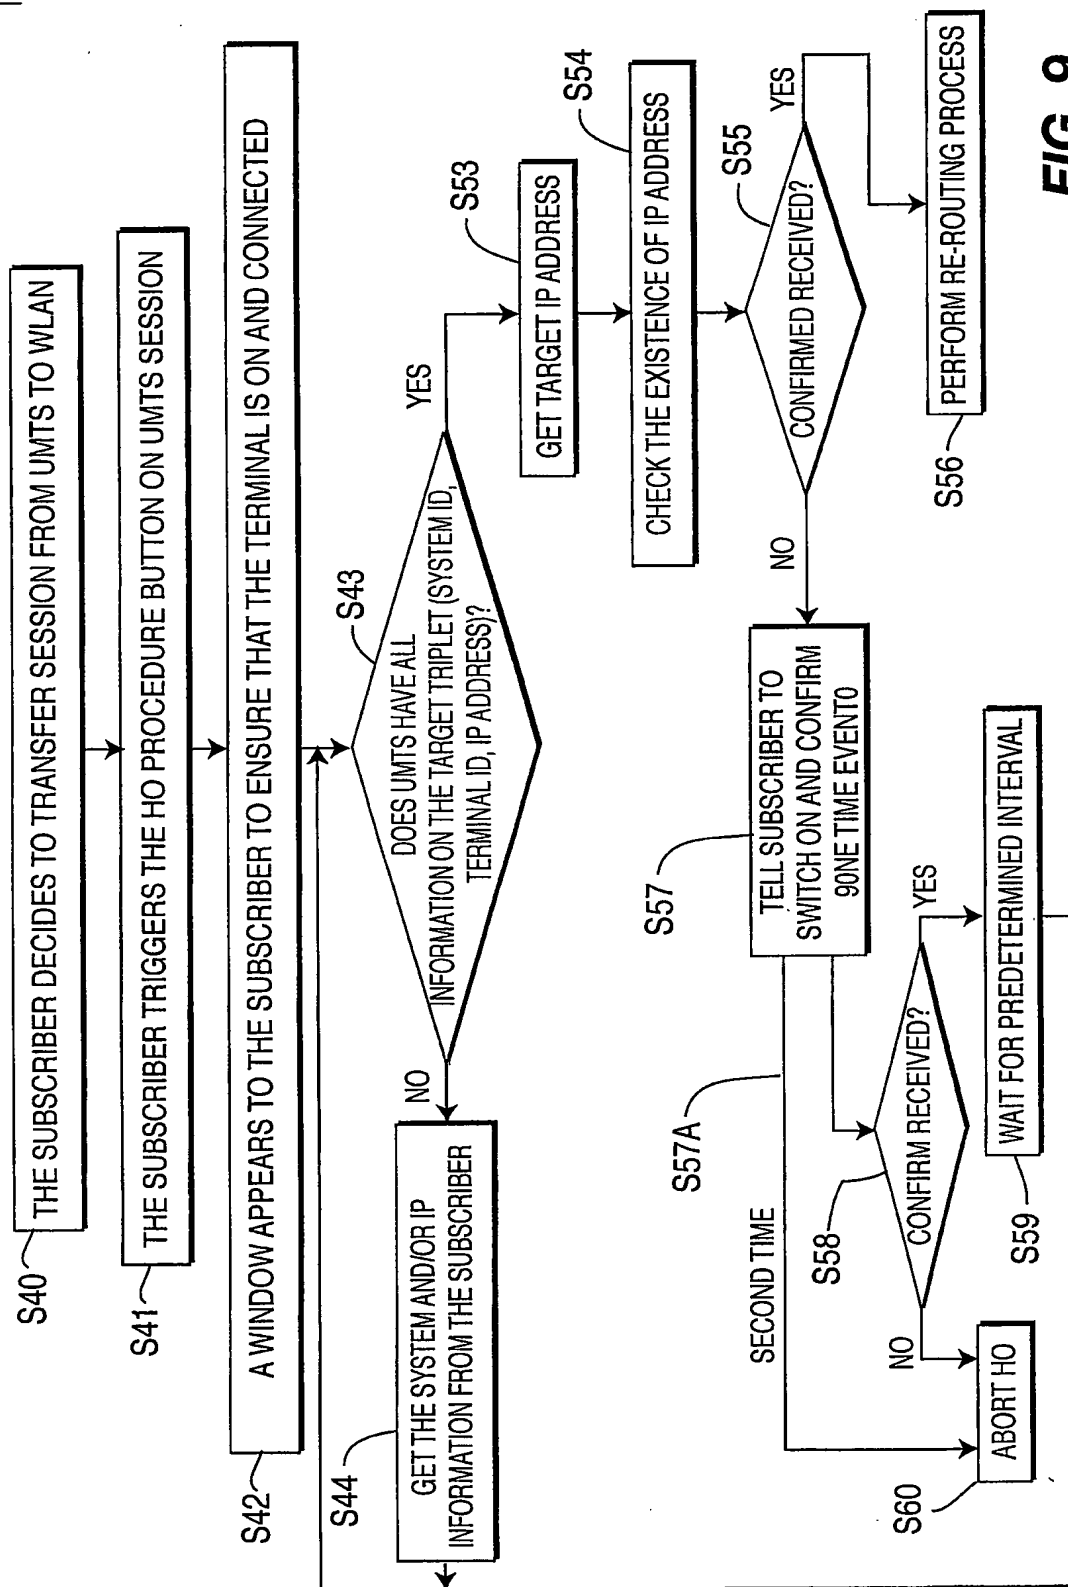 S40
THE SUBSCRIBER DECIDES TO TRANSFER SESSION FROM UMTS TO WLAN
S41
THE SUBSCRIBER TRIGGERS THE HO PROCEDURE BUTTON ON UMTS SESSION
S42
A WINDOW APPEARS TO THE SUBSCRIBER TO ENSURE THAT THE TERMINAL IS ON AND CONNECTED
S43
DOES UMTS HAVE ALL
INFORMATION ON THE TARGET TRIPLET (SYSTEM ID,
TERMINAL ID, IP ADDRESS)?
NO
YES
S44
GET THE SYSTEM AND/OR IP
INFORMATION FROM THE SUBSCRIBER
S53
GET TARGET IP ADDRESS
S54
CHECK THE EXISTENCE OF IP ADDRESS
S55
CONFIRMED RECEIVED?
NO
YES
S56
PERFORM RE-ROUTING PROCESS
S57
TELL SUBSCRIBER TO
SWITCH ON AND CONFIRM
90NE TIME EVENT0
S57A
SECOND TIME
S58
CONFIRM RECEIVED?
NO
YES
S59
WAIT FOR PREDETERMINED INTERVAL
S60
ABORT HO
FIG. 9